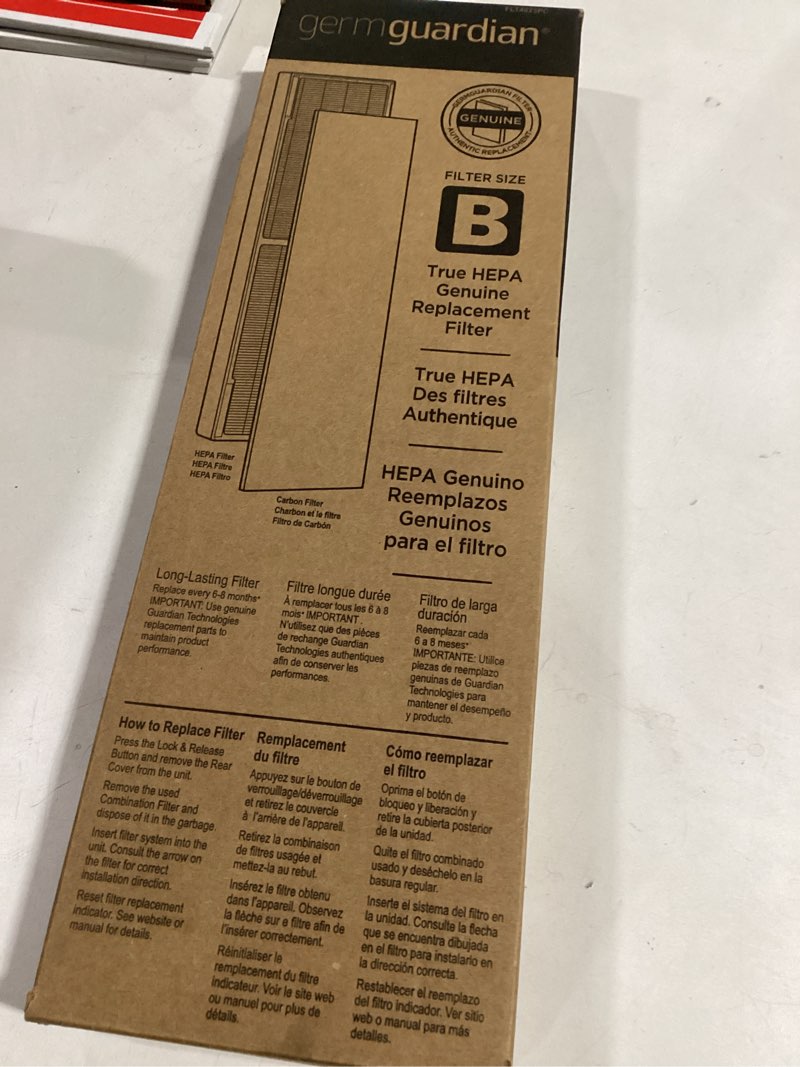 germguardian®
GERMGUARDIAN FILTER
GENUINE
AUTHENTIC REPLACEMENT
FILTER SIZE
B
True HEPA
Genuine
Replacement
Filter
True HEPA
Des filtres
Authentique
HEPA Genuino
Reemplazos
Genuinos
para el filtro
HEPA Filter
HEPA Filtre
HEPA Filtro
Carbon Filter
Charbon et le filtre
Filtro de Carbón
Long-Lasting Filter
Replace every 6-8 months*
IMPORTANT: Use genuine
Guardian Technologies
replacement parts to
maintain product
performance.
Filtre longue durée
À remplacer tous les 6 à 8
mois* IMPORTANT .
N'utilisez que des pièces
de rechange Guardian
Technologies authentiques
afin de conserver les
performances.
Filtro de larga
duración
Reemplazar cada
6 a 8 meses*
IMPORTANTE: Utilice
piezas de reemplazo
genuinas de Guardian
Technologies para
mantener el desempeño
y producto.
How to Replace Filter
Press the Lock & Release
Button and remove the Rear
Cover from the unit.
Remove the used
Combination Filter and
dispose of it in the garbage.
Insert filter system into the
unit. Consult the arrow on
the filter for correct
installation direction.
Reset filter replacement
indicator. See website or
manual for details.
Remplacement
du filtre
Appuyez sur le bouton de
verrouillage/déverrouillage
et retirez le couvercle
à l'arrière de l'appareil.
Retirez la combinaison
de filtres usagée et
mettez-la au rebut.
Insérez le filtre obtenu
dans l'appareil. Observez
la flèche sur e filtre afin de
l'insérer correctement.
Réinitialiser le
remplacement du filtre
indicateur. Voir le site web
ou manuel pour plus de
détails.
Cómo reemplazar
el filtro
Oprima el botón de
bloqueo y liberación y
retire la cubierta posterior
de la unidad.
Quite el filtro combinado
usado y deséchelo en la
basura regular.
Inserte el sistema del filtro en
la unidad. Consulte la flecha
que se encuentra dibujada
en el filtro para instalarlo en
la dirección correcta.
Restablecer el reemplazo
del filtro indicador. Ver sitio
web o manual para más
detalles.